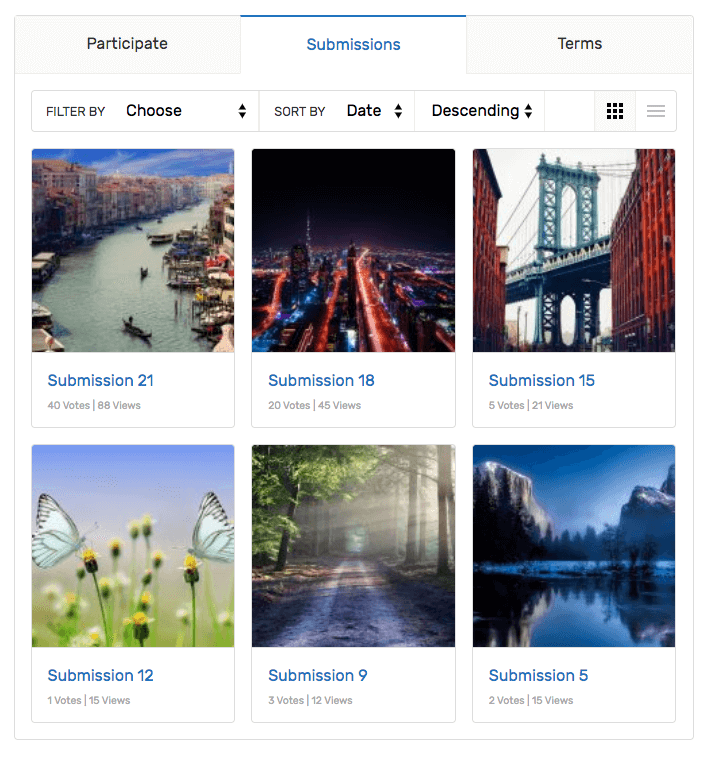 Participate Submissions Terms
FILTER BY Choose SORT BY Date Descending
Submission 21 Submission 18 Submission 15
40 Votes | 88 Views 20 Votes | 45 Views 5 Votes | 21 Views
Submission 12 Submission 9 Submission 5
1 Votes | 15 Views 3 Votes | 12 Views 2 Votes | 15 Views